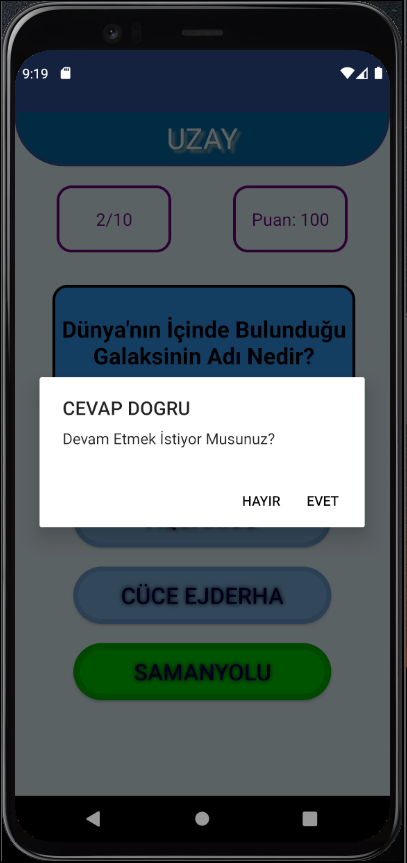 9:19
UZAY
2/10
Puan: 100
Dünya'nın İçinde Bulunduğu
Galaksinin Adı Nedir?
CEVAP DOGRU
Devam Etmek İstiyor Musunuz?
HAYIR EVET
CÜCE EJDERHA
SAMANYOLU